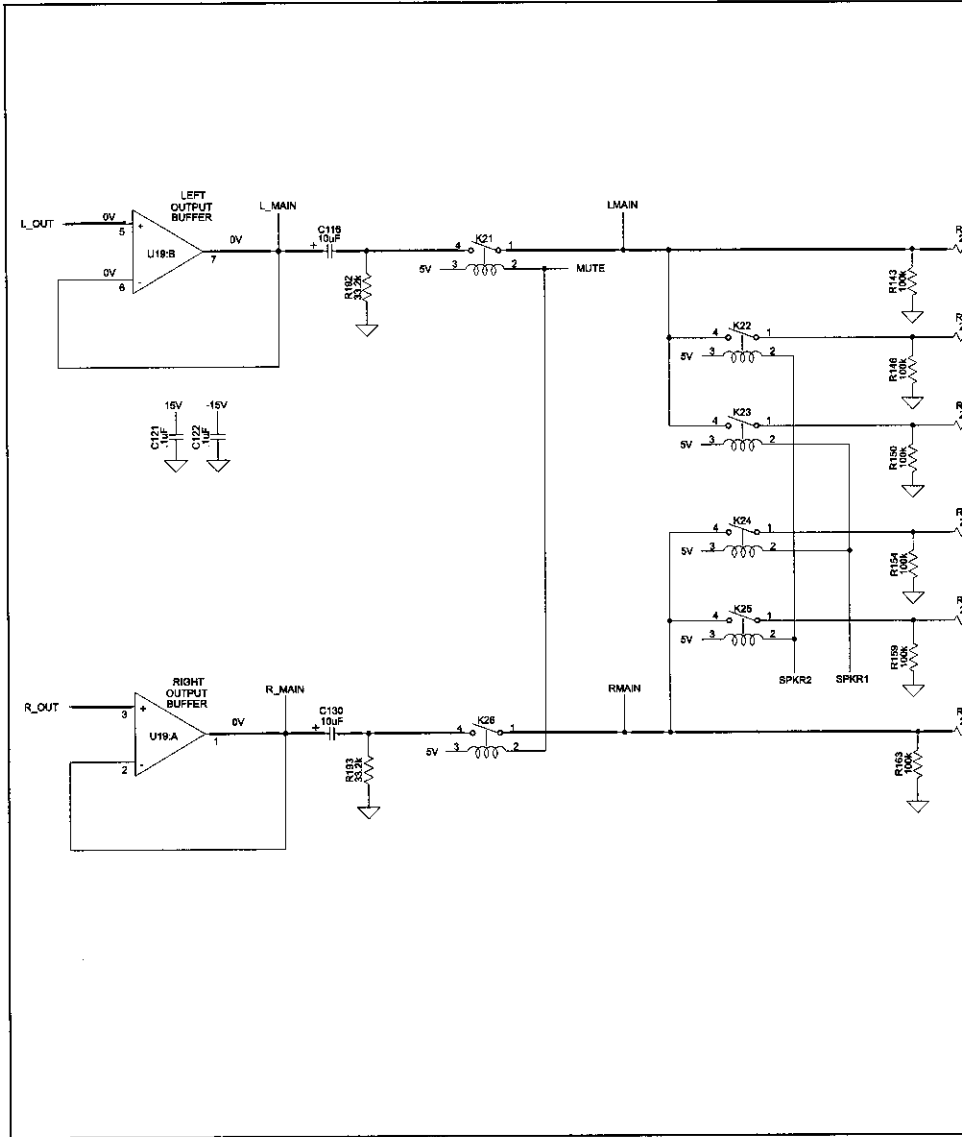 LEFT
OUTPUT
BUFFER
L_MAIN
LMAIN
L_OUT
0V
5
+
U19:B
7
0V
0V
6
-
+
C116
10uF
R192
33.2k
4
K21
1
5V
3
2
MUTE
R143
100k
R
4
K22
1
5V
3
2
R146
100k
R
4
K23
1
5V
3
2
R150
100k
R
15V
-15V
C121
.1uF
C122
.1uF
4
K24
1
5V
3
2
R154
100k
R
4
K25
1
5V
3
2
R159
100k
R
SPKR2
SPKR1
RIGHT
OUTPUT
BUFFER
R_MAIN
RMAIN
R_OUT
3
+
U19:A
1
0V
2
-
+
C130
10uF
R193
33.2k
4
K26
1
5V
3
2
R163
100k
R